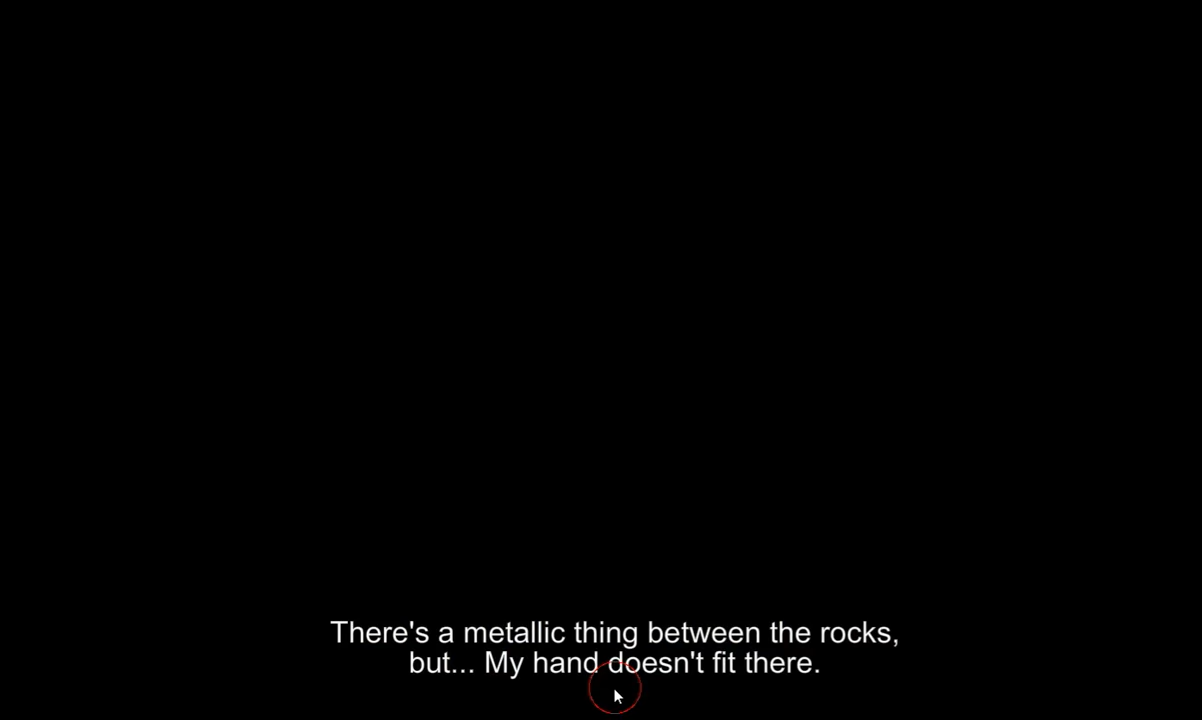 There's a metallic thing between the rocks,
but... My hand doesn't fit there.